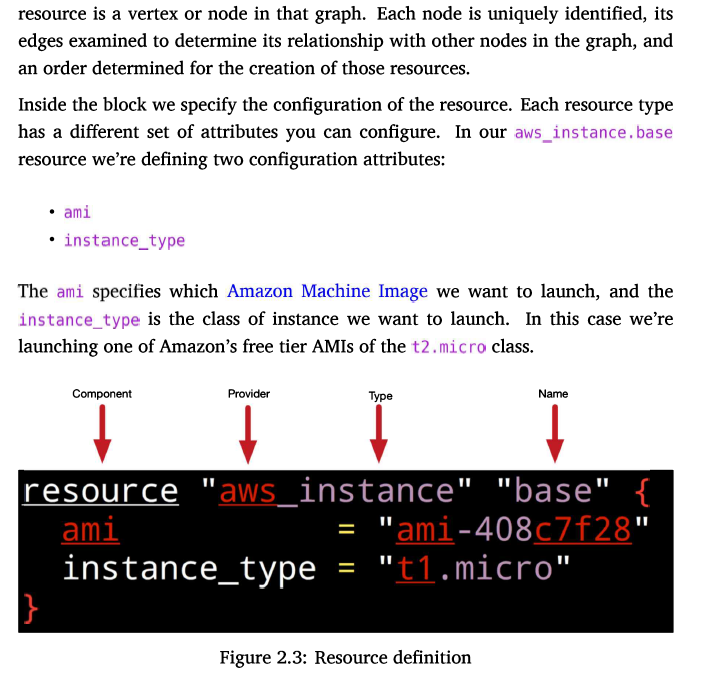 resource is a vertex or node in that graph. Each node is uniquely identified, its
edges examined to determine its relationship with other nodes in the graph, and
an order determined for the creation of those resources.
Inside the block we specify the configuration of the resource. Each resource type
has a different set of attributes you can configure. In our aws_instance.base
resource we're defining two configuration attributes:
• ami
• instance_type
The ami specifies which Amazon Machine Image we want to launch, and the
instance_type is the class of instance we want to launch. In this case we're
launching one of Amazon's free tier AMIs of the t2.micro class.
Component Provider Type Name
resource "aws_instance" "base" {
  ami           = "ami-408c7f28"
  instance_type = "t1.micro"
}
Figure 2.3: Resource definition